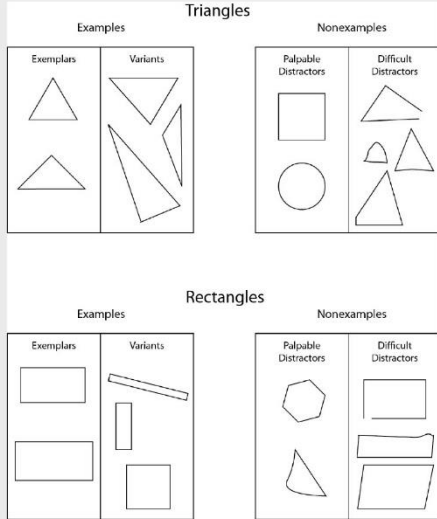 Triangles
Examples
Nonexamples
Exemplars
Variants
Palpable
Distractors
Difficult
Distractors
Rectangles
Examples
Nonexamples
Exemplars
Variants
Palpable
Distractors
Difficult
Distractors